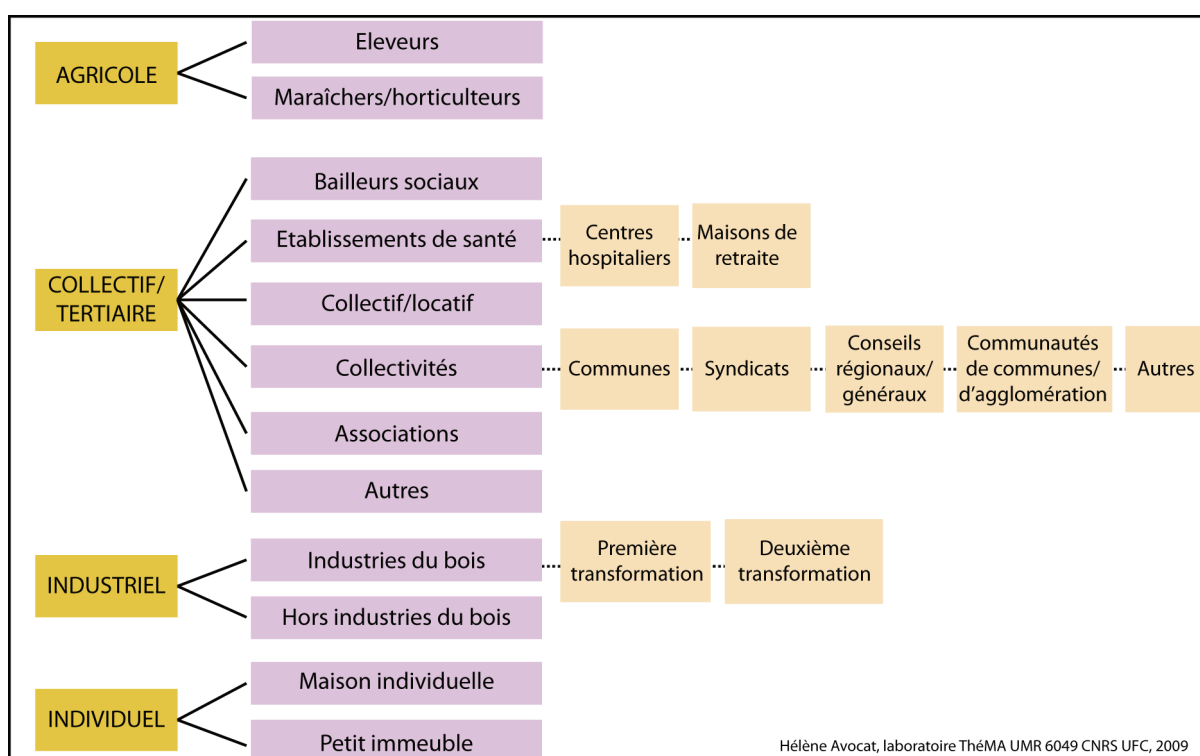 AGRICOLE
Eleveurs
Maraîchers/horticulteurs
COLLECTIF/
TERTIAIRE
Bailleurs sociaux
Etablissements de santé
Centres
hospitaliers
Maisons de
retraite
Collectif/locatif
Collectivités
Communes
Syndicats
Conseils
régionaux/
généraux
Communautés
de communes/
d'agglomération
Autres
Associations
Autres
INDUSTRIEL
Industries du bois
Première
transformation
Deuxième
transformation
Hors industries du bois
INDIVIDUEL
Maison individuelle
Petit immeuble
Hélène Avocat, laboratoire ThéMA UMR 6049 CNRS UFC, 2009